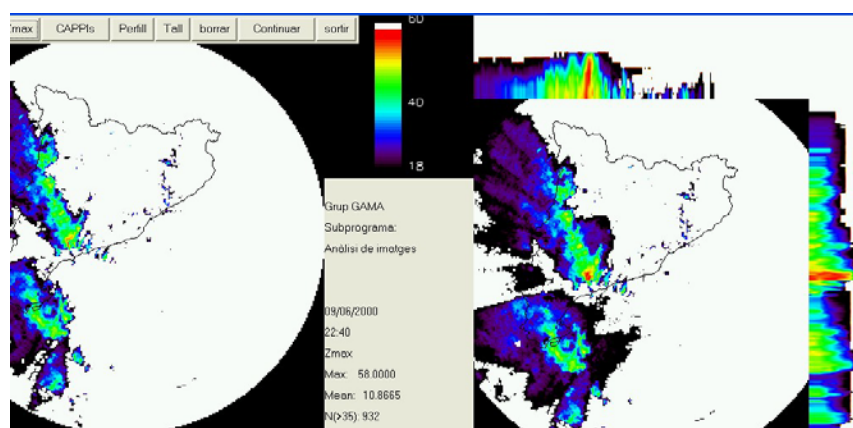 Zmax CAPPIs Perfill Tall borrar Continuar sortir
60
40
18
Grup GAMA
Subprograma:
Anàlisi de imatges
09/06/2000
22:40
Zmax
Max: 58.0000
Mean: 10.8665
N(>35): 932